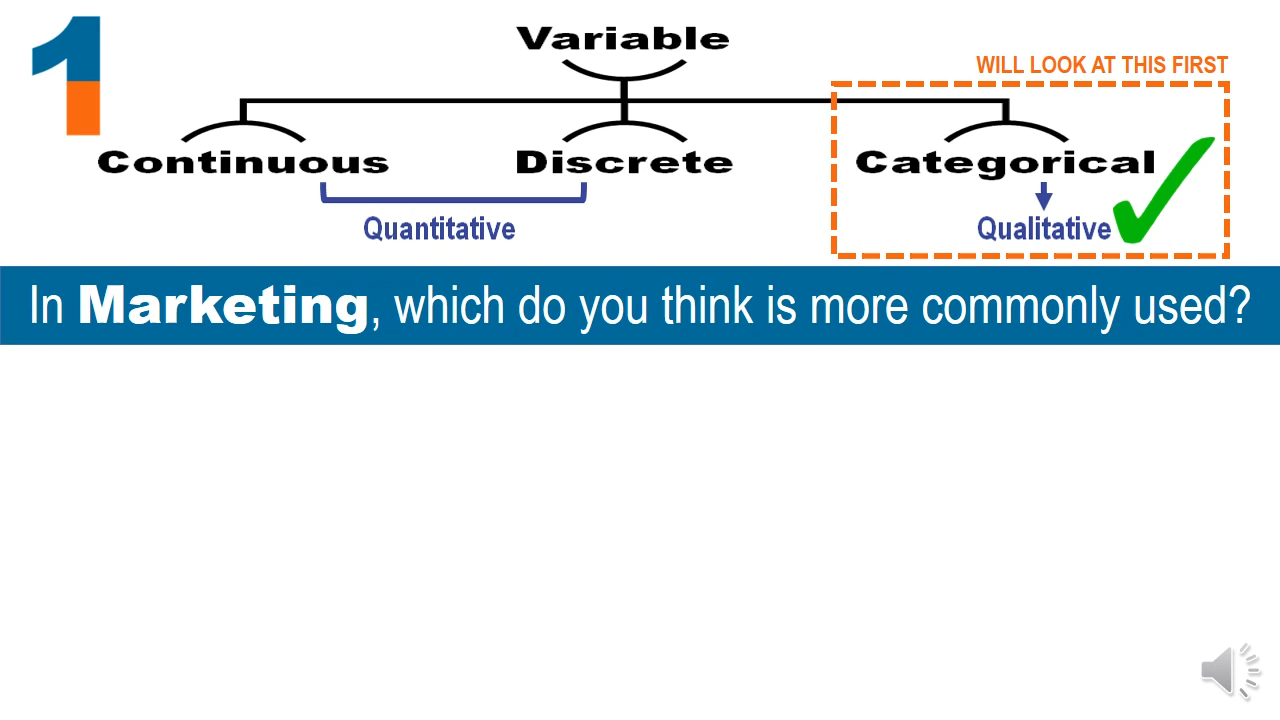 1
Variable
WILL LOOK AT THIS FIRST
Continuous Discrete Categorical
Quantitative Qualitative
In Marketing, which do you think is more commonly used?